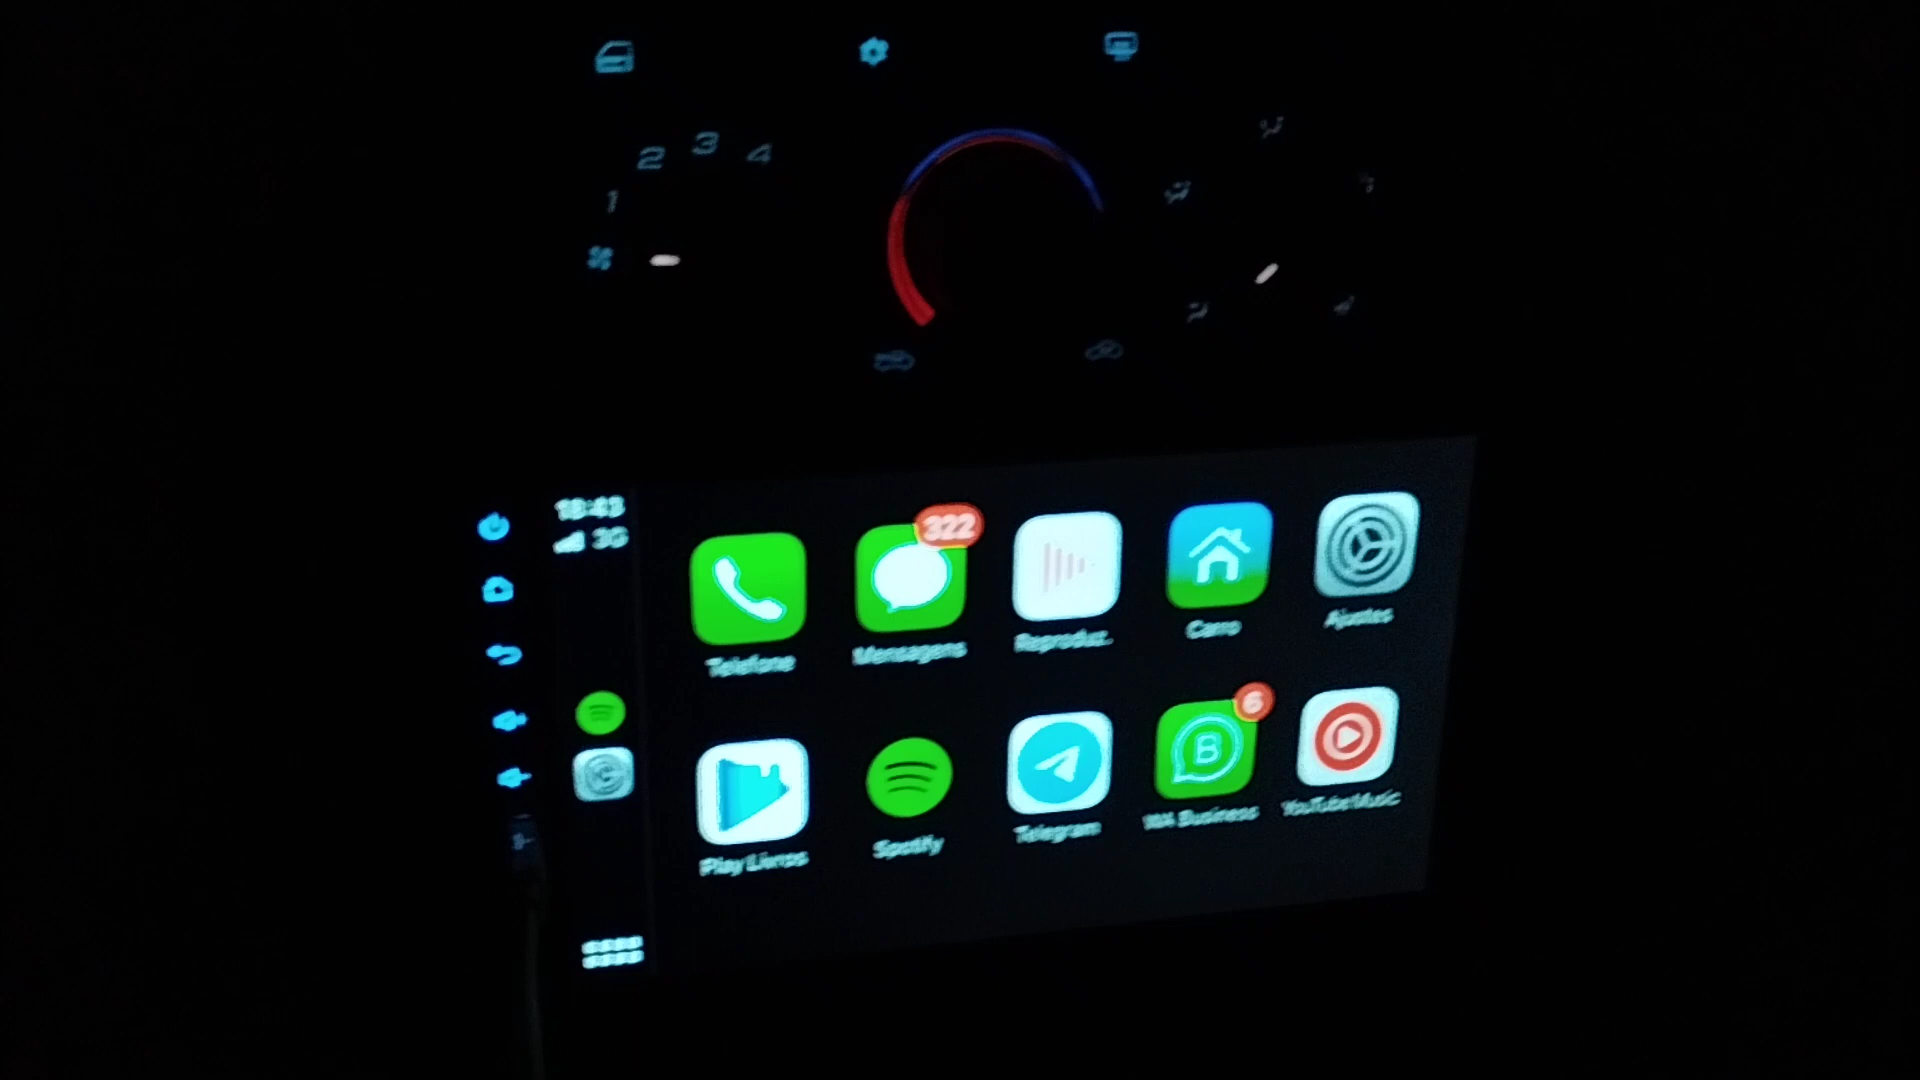 2 3 4
1
18:43
3G
322
Telefone
Mensagens
Reproduz..
Carro
Ajustes
6
B
Play Livros
Spotify
Telegram
WA Business
YouTube Music